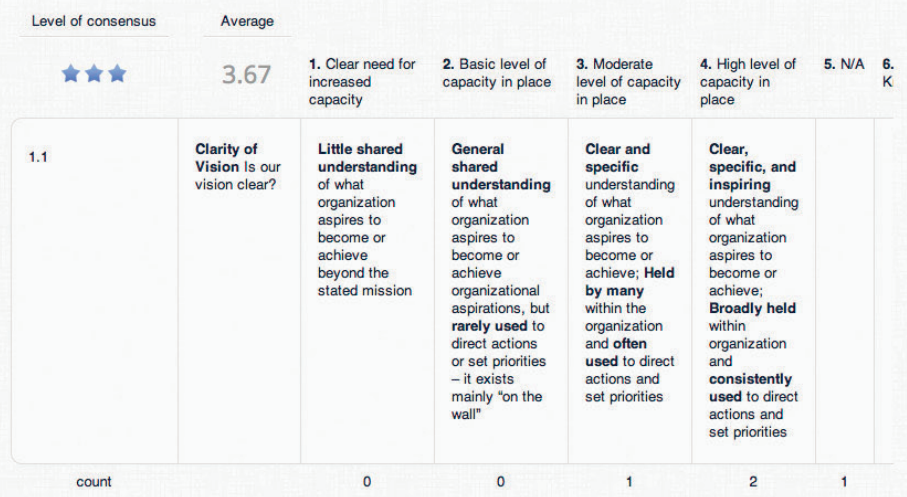 Level of consensus
Average
3.67
1. Clear need for
increased
capacity
2. Basic level of
capacity in place
3. Moderate
level of capacity
in place
4. High level of
capacity in
place
5. N/A
6.
K
1.1
Clarity of
Vision Is our
vision clear?
Little shared
understanding
of what
organization
aspires to
become or
achieve
beyond the
stated mission
General
shared
understanding
of what
organization
aspires to
become or
achieve
organizational
aspirations, but
rarely used to
direct actions
or set priorities
– it exists
mainly “on the
wall”
Clear and
specific
understanding
of what
organization
aspires to
become or
achieve; Held
by many
within the
organization
and often
used to direct
actions and
set priorities
Clear,
specific, and
inspiring
understanding
of what
organization
aspires to
become or
achieve;
Broadly held
within
organization
and
consistently
used to direct
actions and
set priorities
count
0
0
1
2
1